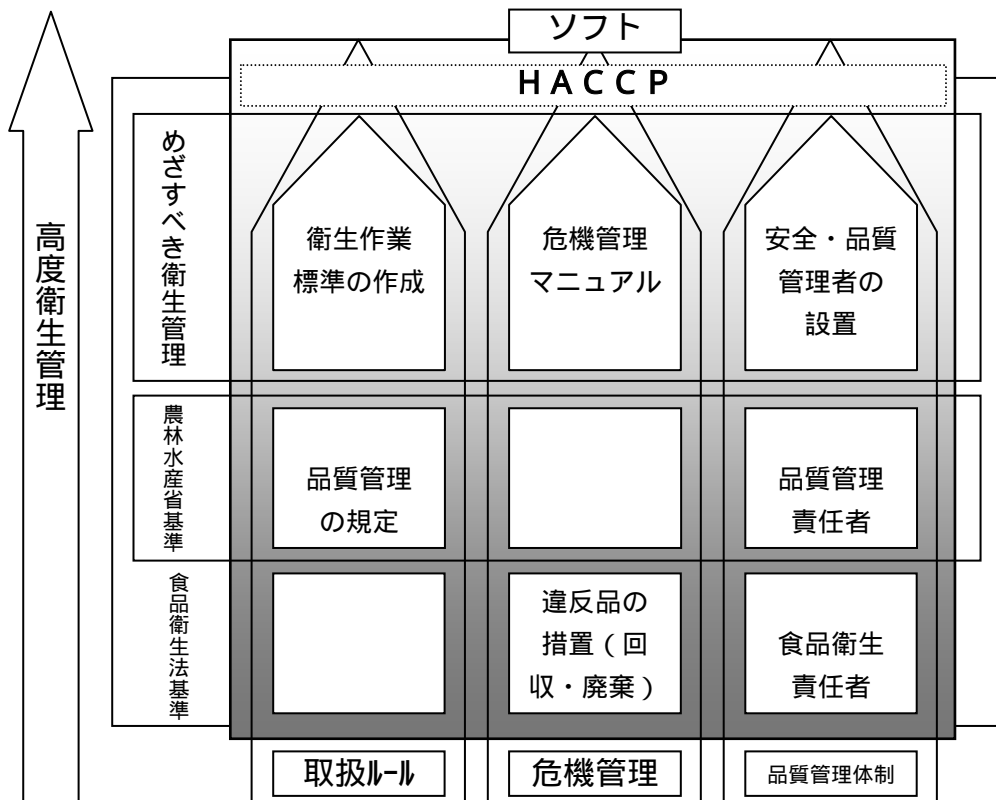 ソフト
ＨＡＣＣＰ
高度衛生管理
めざすべき衛生管理
衛生作業
標準の作成
危機管理
マニュアル
安全・品質
管理者の
設置
農林水産省基準
品質管理
の規定
品質管理
責任者
食品衛生法基準
違反品の
措置（回
収・廃棄）
食品衛生
責任者
取扱ﾙｰﾙ
危機管理
品質管理体制